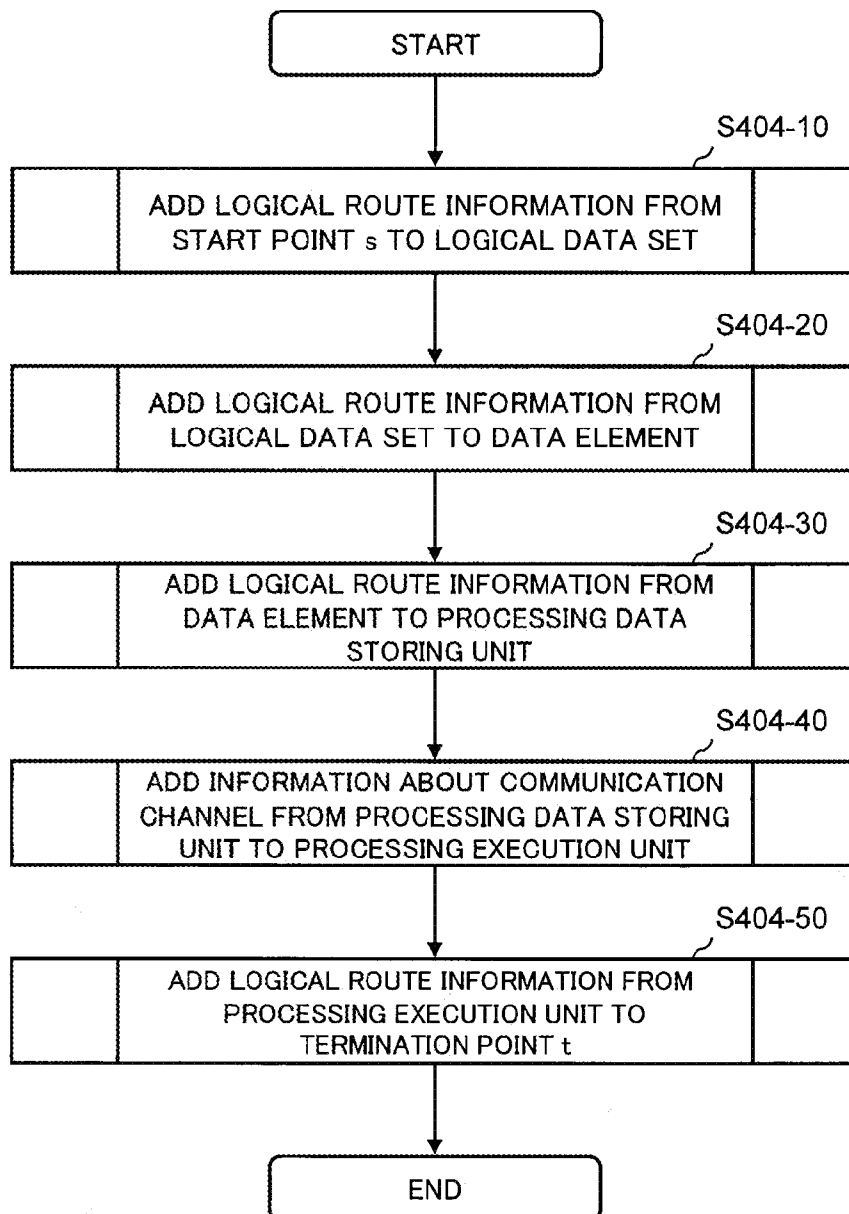 START
S404-10
ADD LOGICAL ROUTE INFORMATION FROM
START POINT s TO LOGICAL DATA SET
S404-20
ADD LOGICAL ROUTE INFORMATION FROM
LOGICAL DATA SET TO DATA ELEMENT
S404-30
ADD LOGICAL ROUTE INFORMATION FROM
DATA ELEMENT TO PROCESSING DATA
STORING UNIT
S404-40
ADD INFORMATION ABOUT COMMUNICATION
CHANNEL FROM PROCESSING DATA STORING
UNIT TO PROCESSING EXECUTION UNIT
S404-50
ADD LOGICAL ROUTE INFORMATION FROM
PROCESSING EXECUTION UNIT TO
TERMINATION POINT t
END